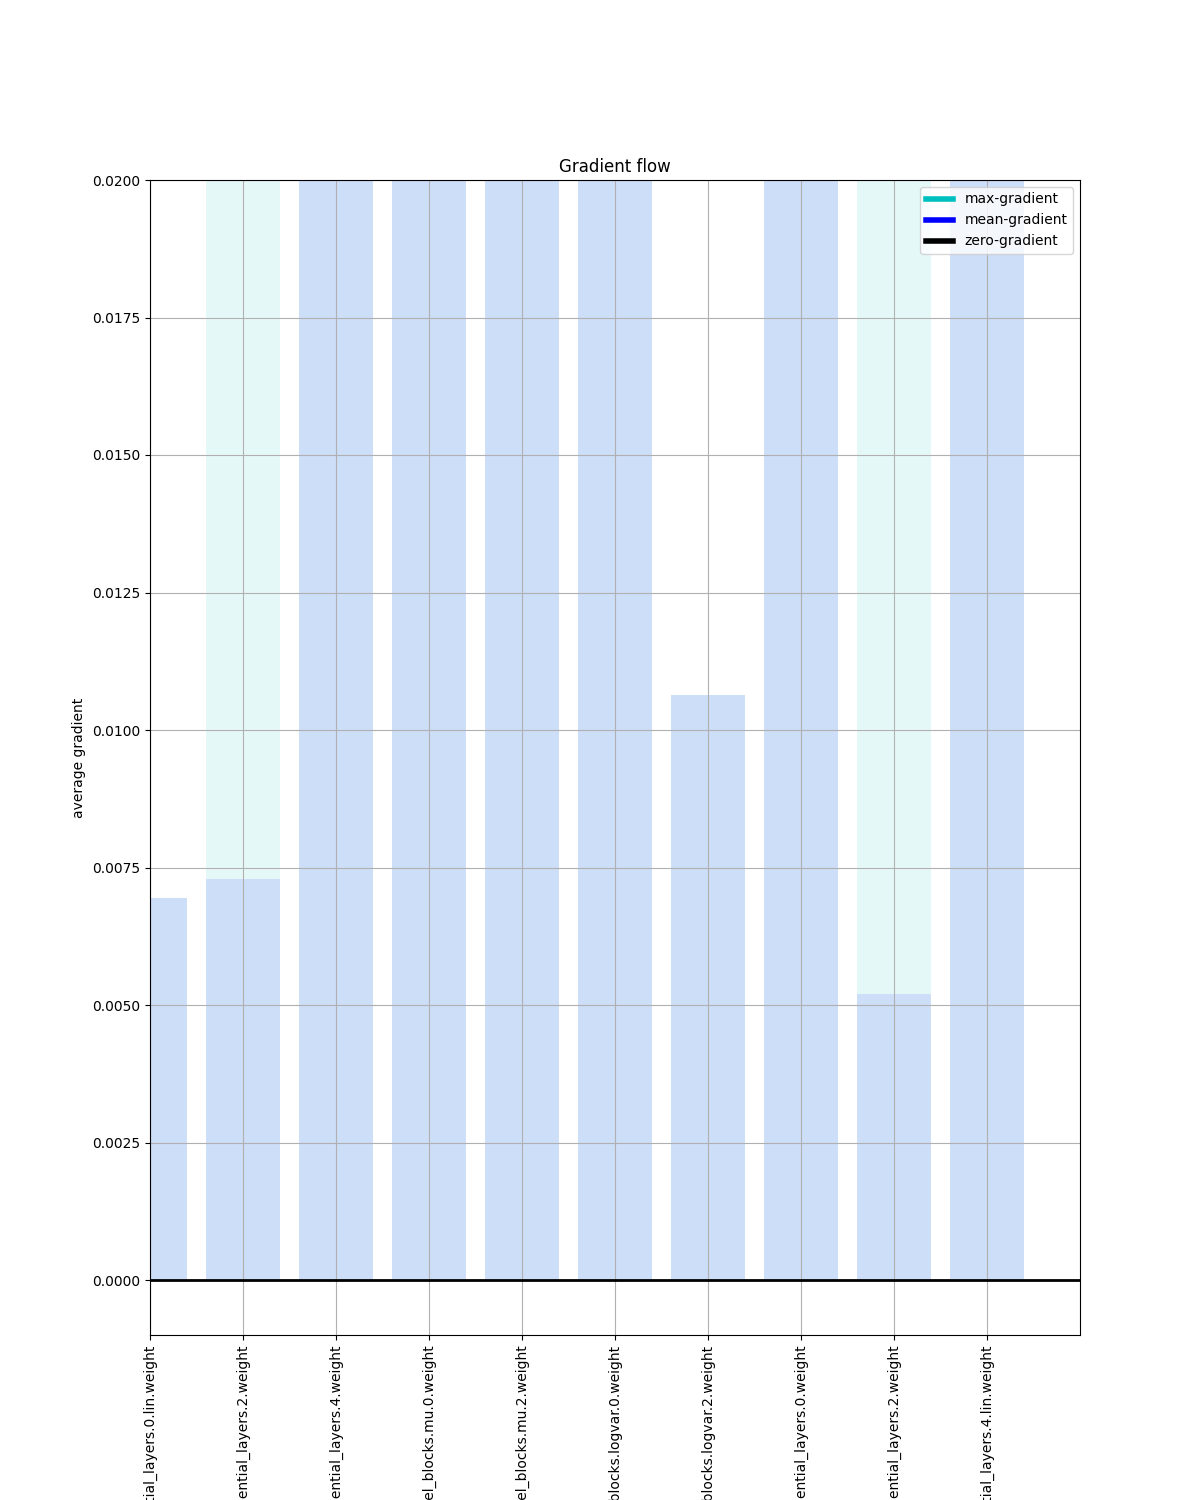 Gradient flow
max-gradient
mean-gradient
zero-gradient
0.0200
0.0175
0.0150
0.0125
0.0100
0.0075
0.0050
0.0025
0.0000
average gradient
tial_layers.0.lin.weight
ential_layers.2.weight
ential_layers.4.weight
el_blocks.mu.0.weight
el_blocks.mu.2.weight
blocks.logvar.0.weight
blocks.logvar.2.weight
ential_layers.0.weight
ential_layers.2.weight
tial_layers.4.lin.weight